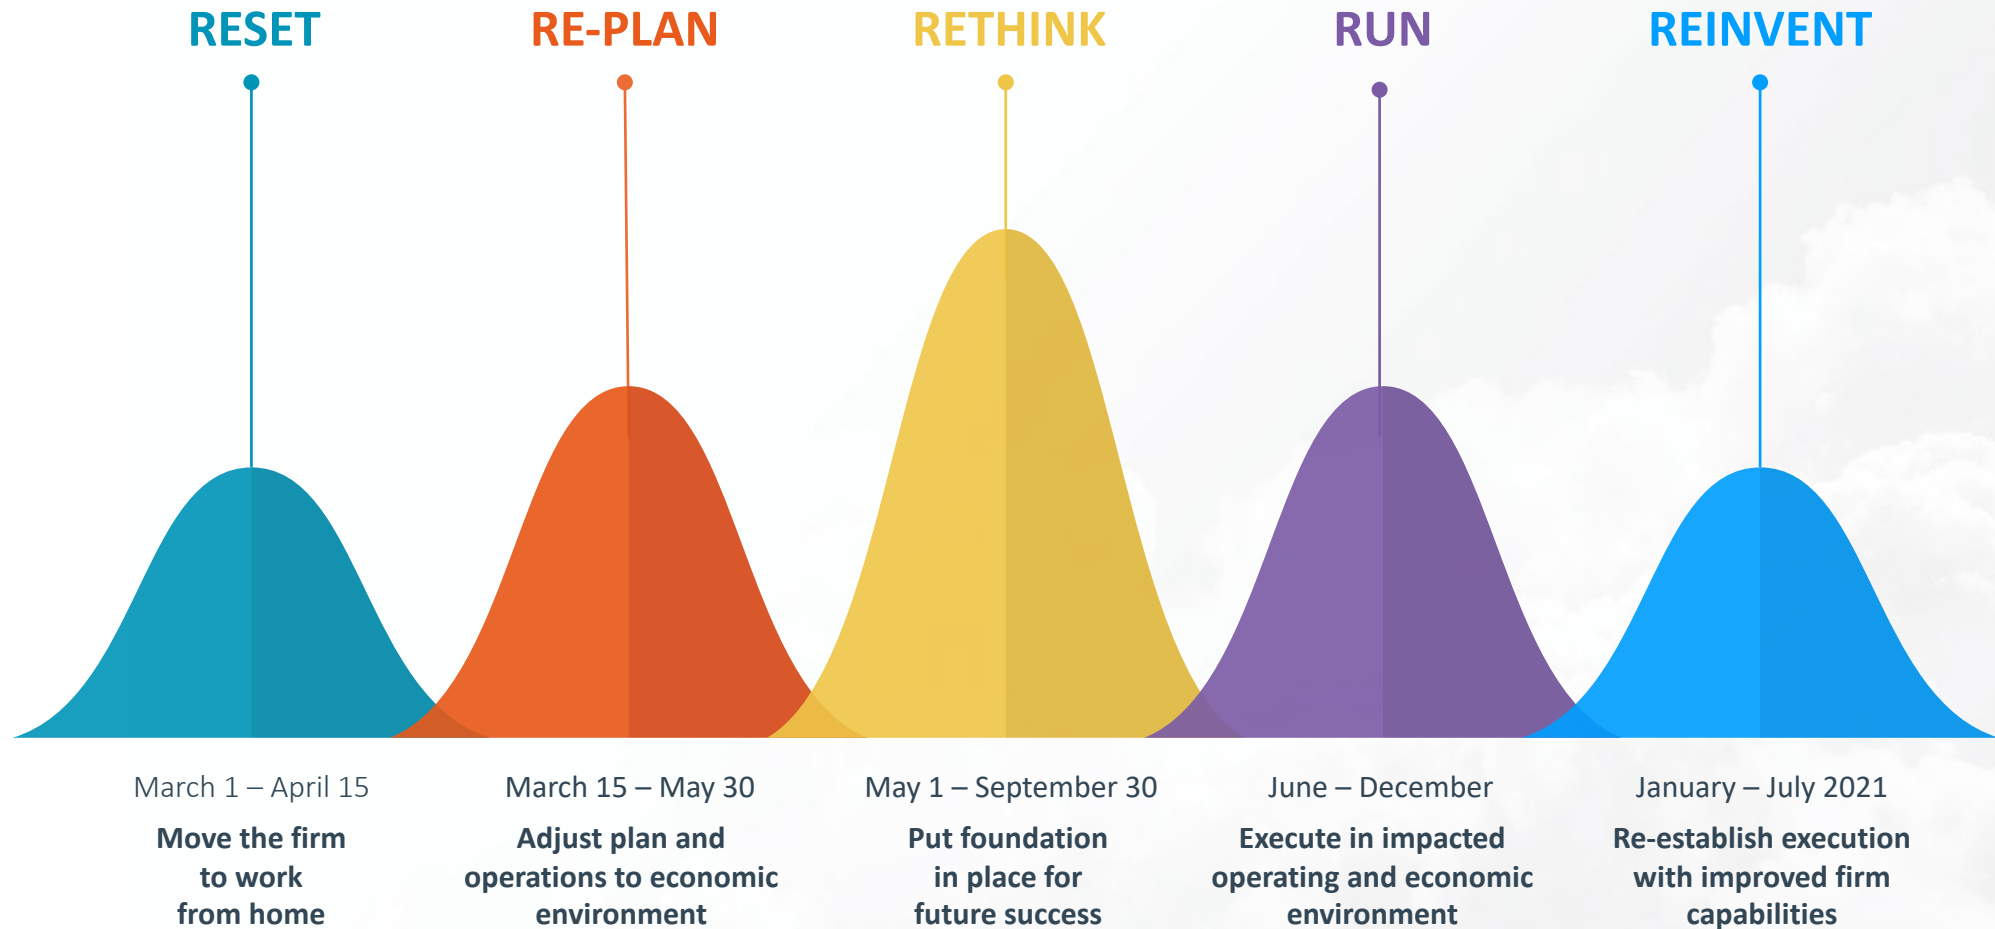 RESET
RE-PLAN
RETHINK
RUN
REINVENT
March 1 – April 15
Move the firm
to work
from home
March 15 – May 30
Adjust plan and
operations to economic
environment
May 1 – September 30
Put foundation
in place for
future success
June – December
Execute in impacted
operating and economic
environment
January – July 2021
Re-establish execution
with improved firm
capabilities